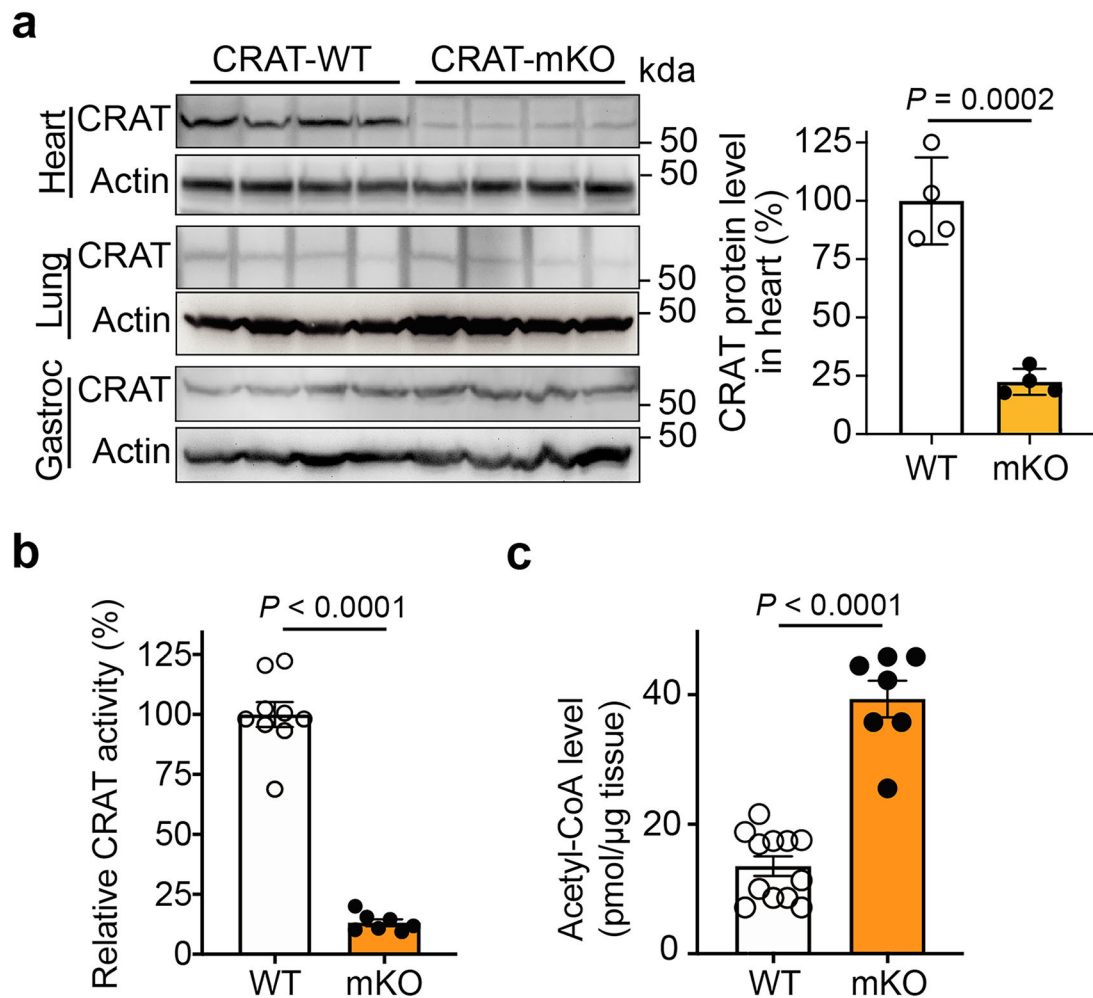 a
CRAT-WT CRAT-mKO kda
Heart
CRAT
50
Actin
50
Lung
CRAT
50
Actin
50
Gastroc
CRAT
50
Actin
50
P = 0.0002
CRAT protein level
in heart (%)
125
100
75
50
25
0
WT mKO
b
P < 0.0001
Relative CRAT activity (%)
125
100
75
50
25
0
WT mKO
c
P < 0.0001
Acetyl-CoA level
(pmol/µg tissue)
40
20
0
WT mKO